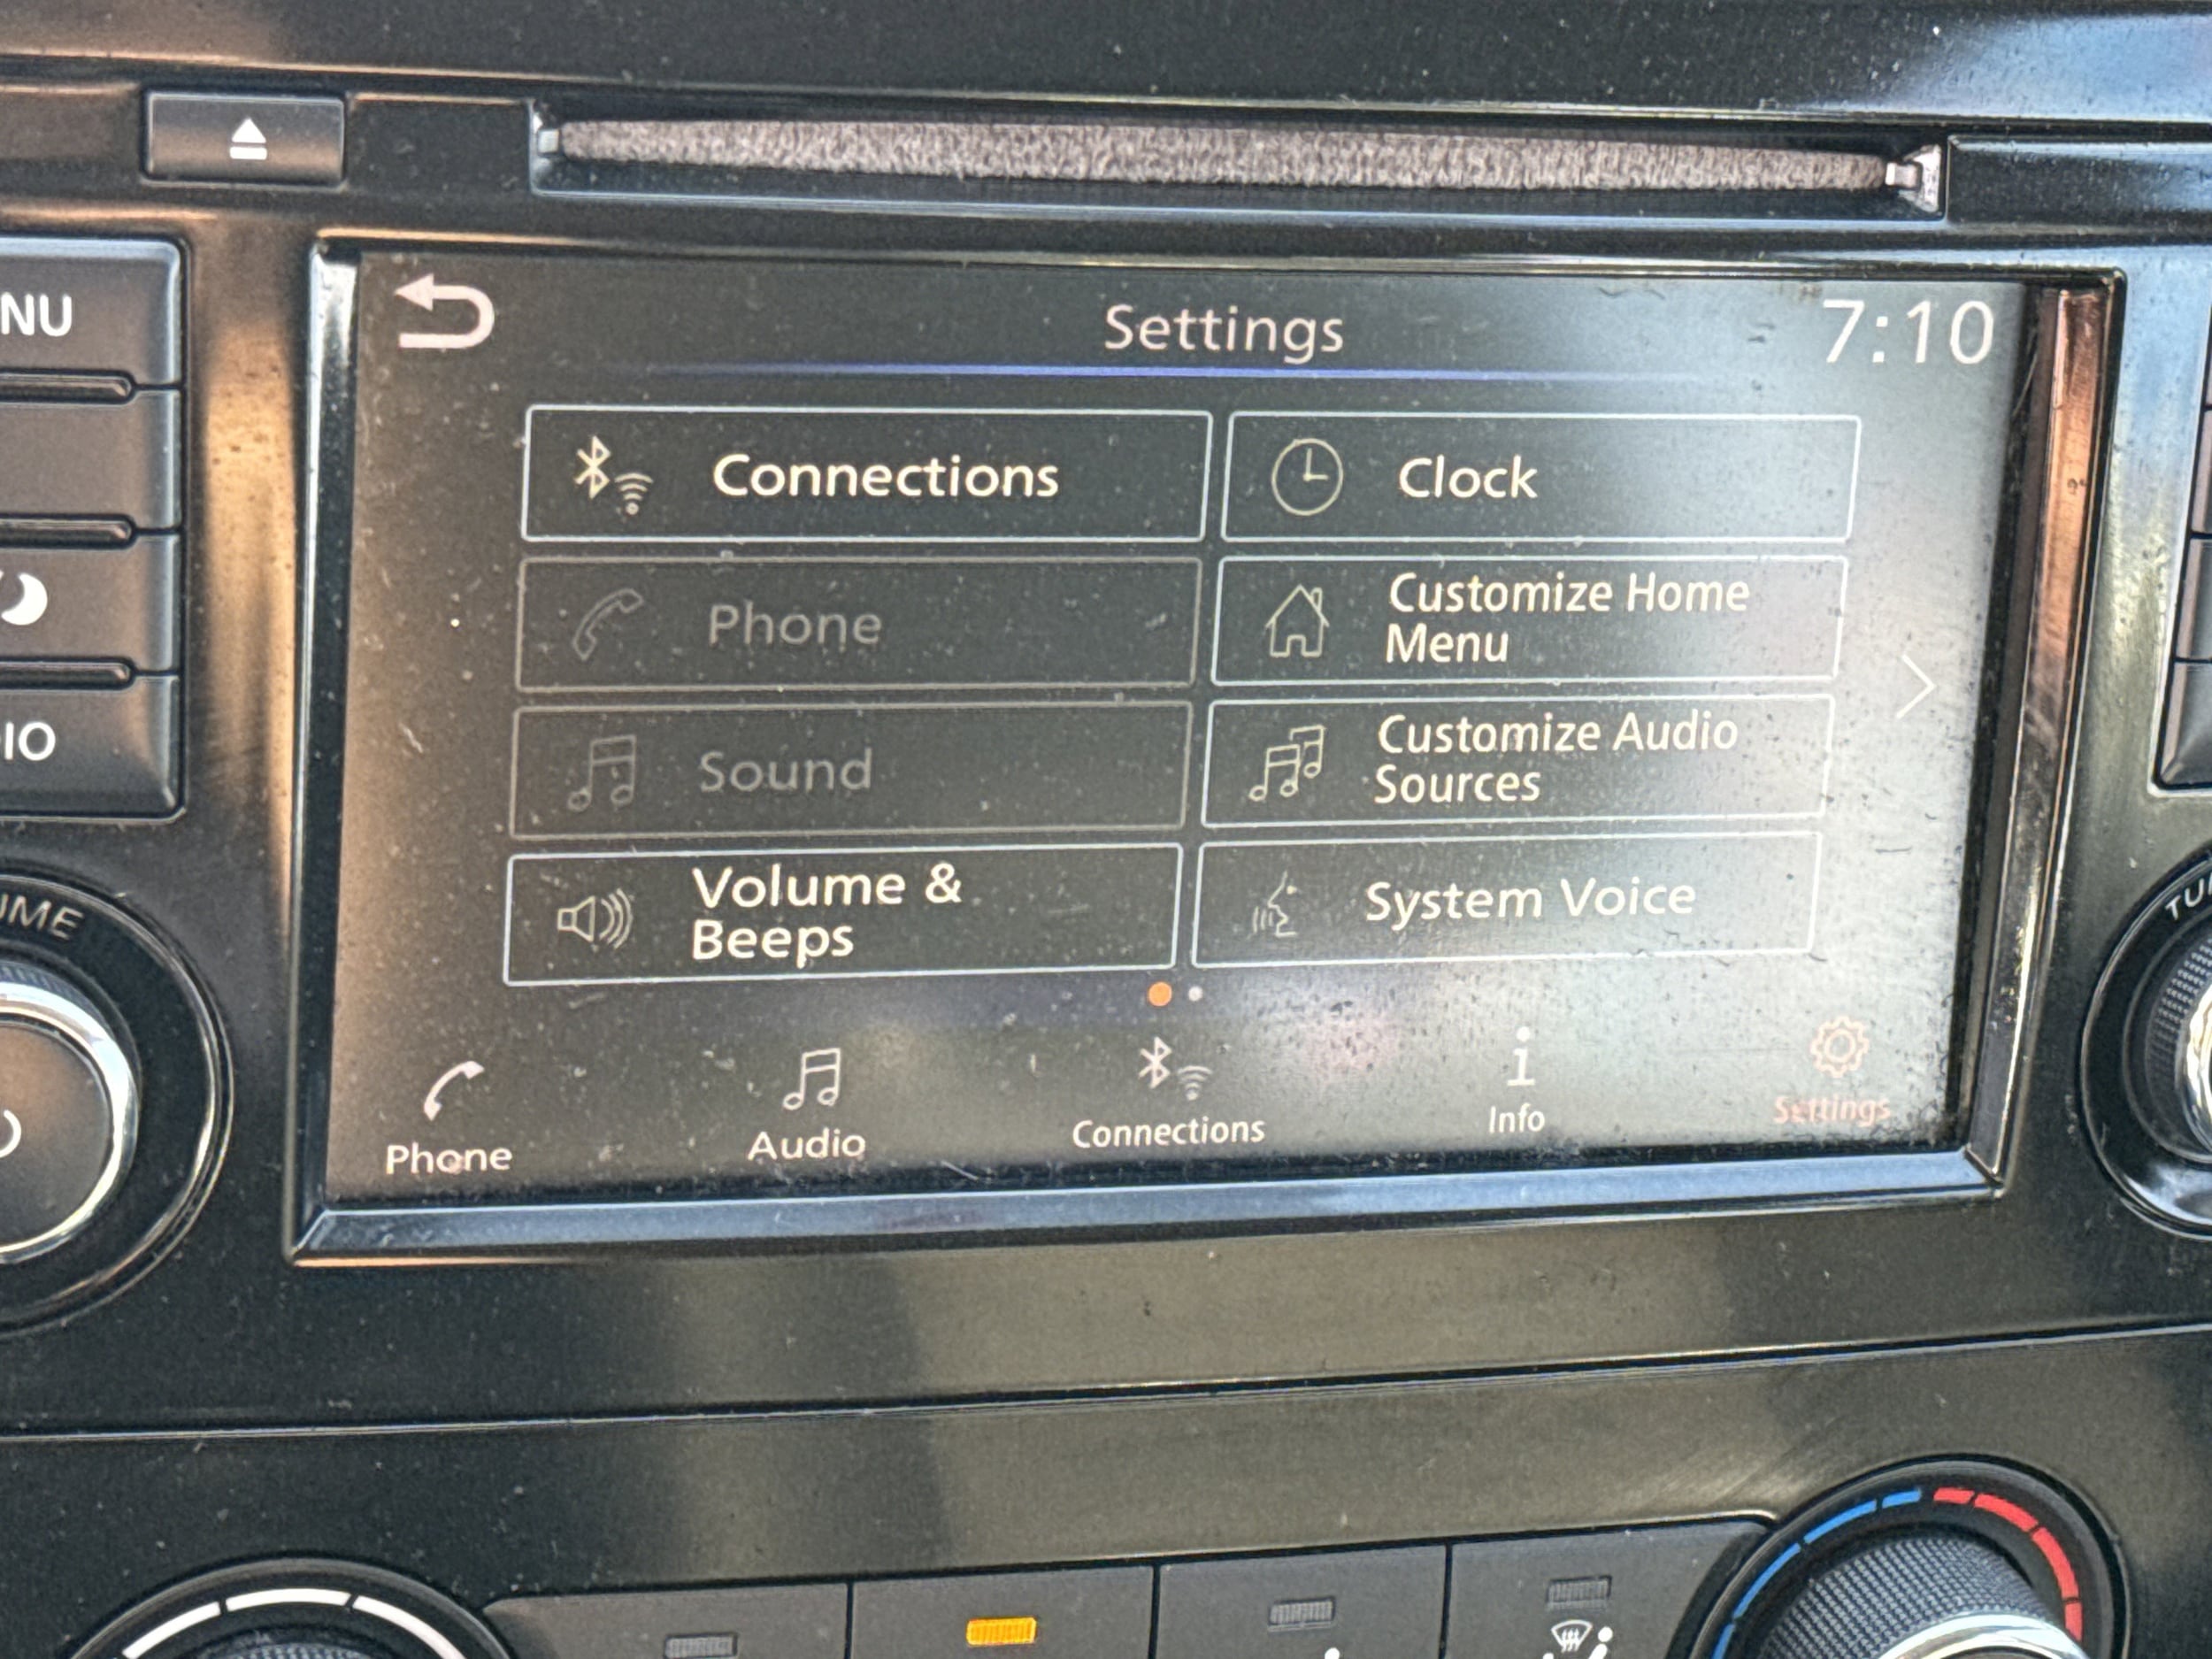 Settings
7:10
Connections
Clock
Phone
Customize Home
Menu
Sound
Customize Audio
Sources
Volume &
Beeps
System Voice
Phone
Audio
Connections
i
Info
Settings
NU
IO
UME
TU